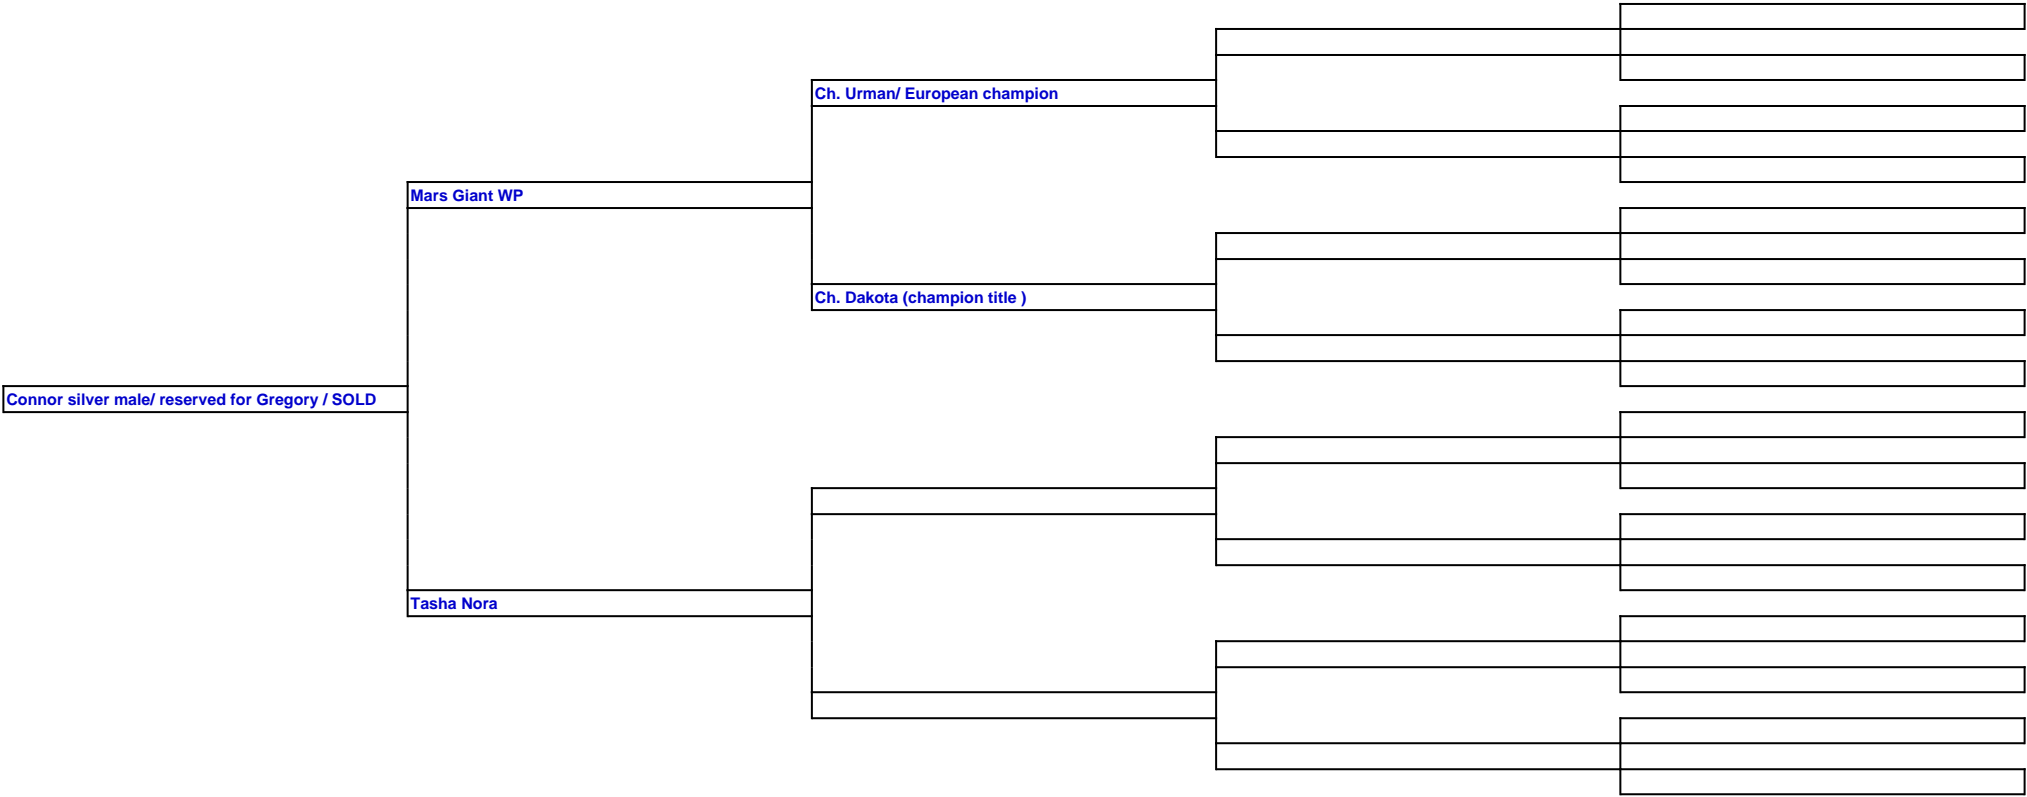 Ch. Urman/ European champion
Mars Giant WP
Ch. Dakota (champion title )
Connor silver male/ reserved for Gregory / SOLD
Tasha Nora